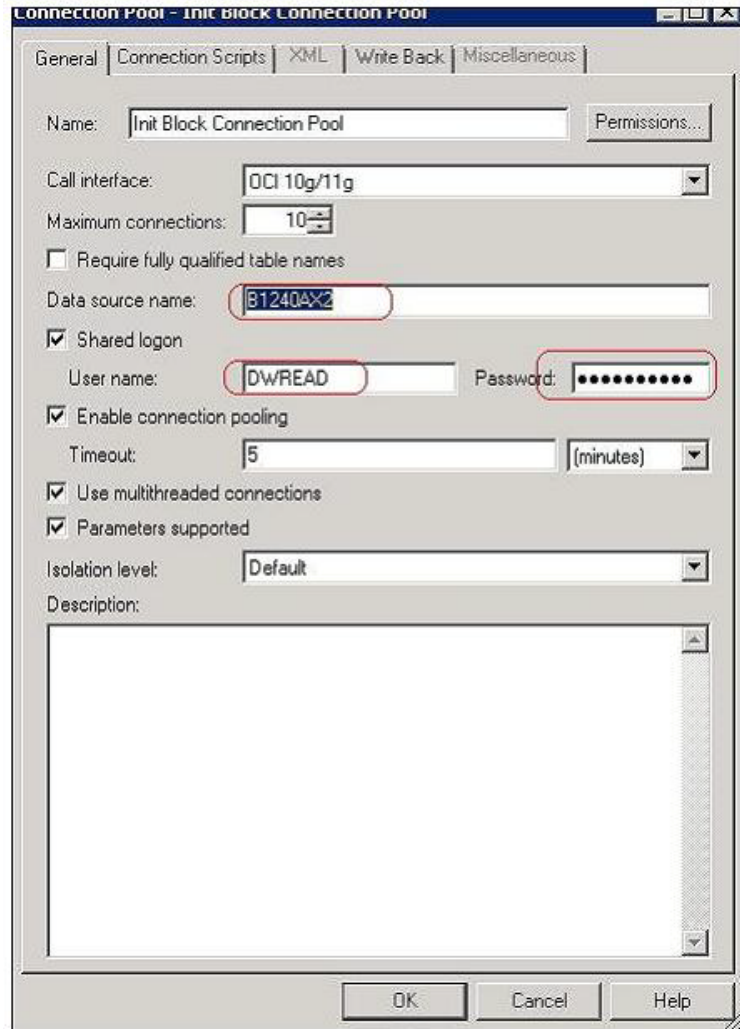 Connection Pool - Init Block Connection Pool
General Connection Scripts XML Write Back Miscellaneous
Name: Init Block Connection Pool Permissions...
Call interface: OCI 10g/11g
Maximum connections: 10
Require fully qualified table names
Data source name: B1240AX2
Shared logon
User name: DWREAD Password: ••••••••••
Enable connection pooling
Timeout: 5 (minutes)
Use multithreaded connections
Parameters supported
Isolation level: Default
Description:
OK Cancel Help